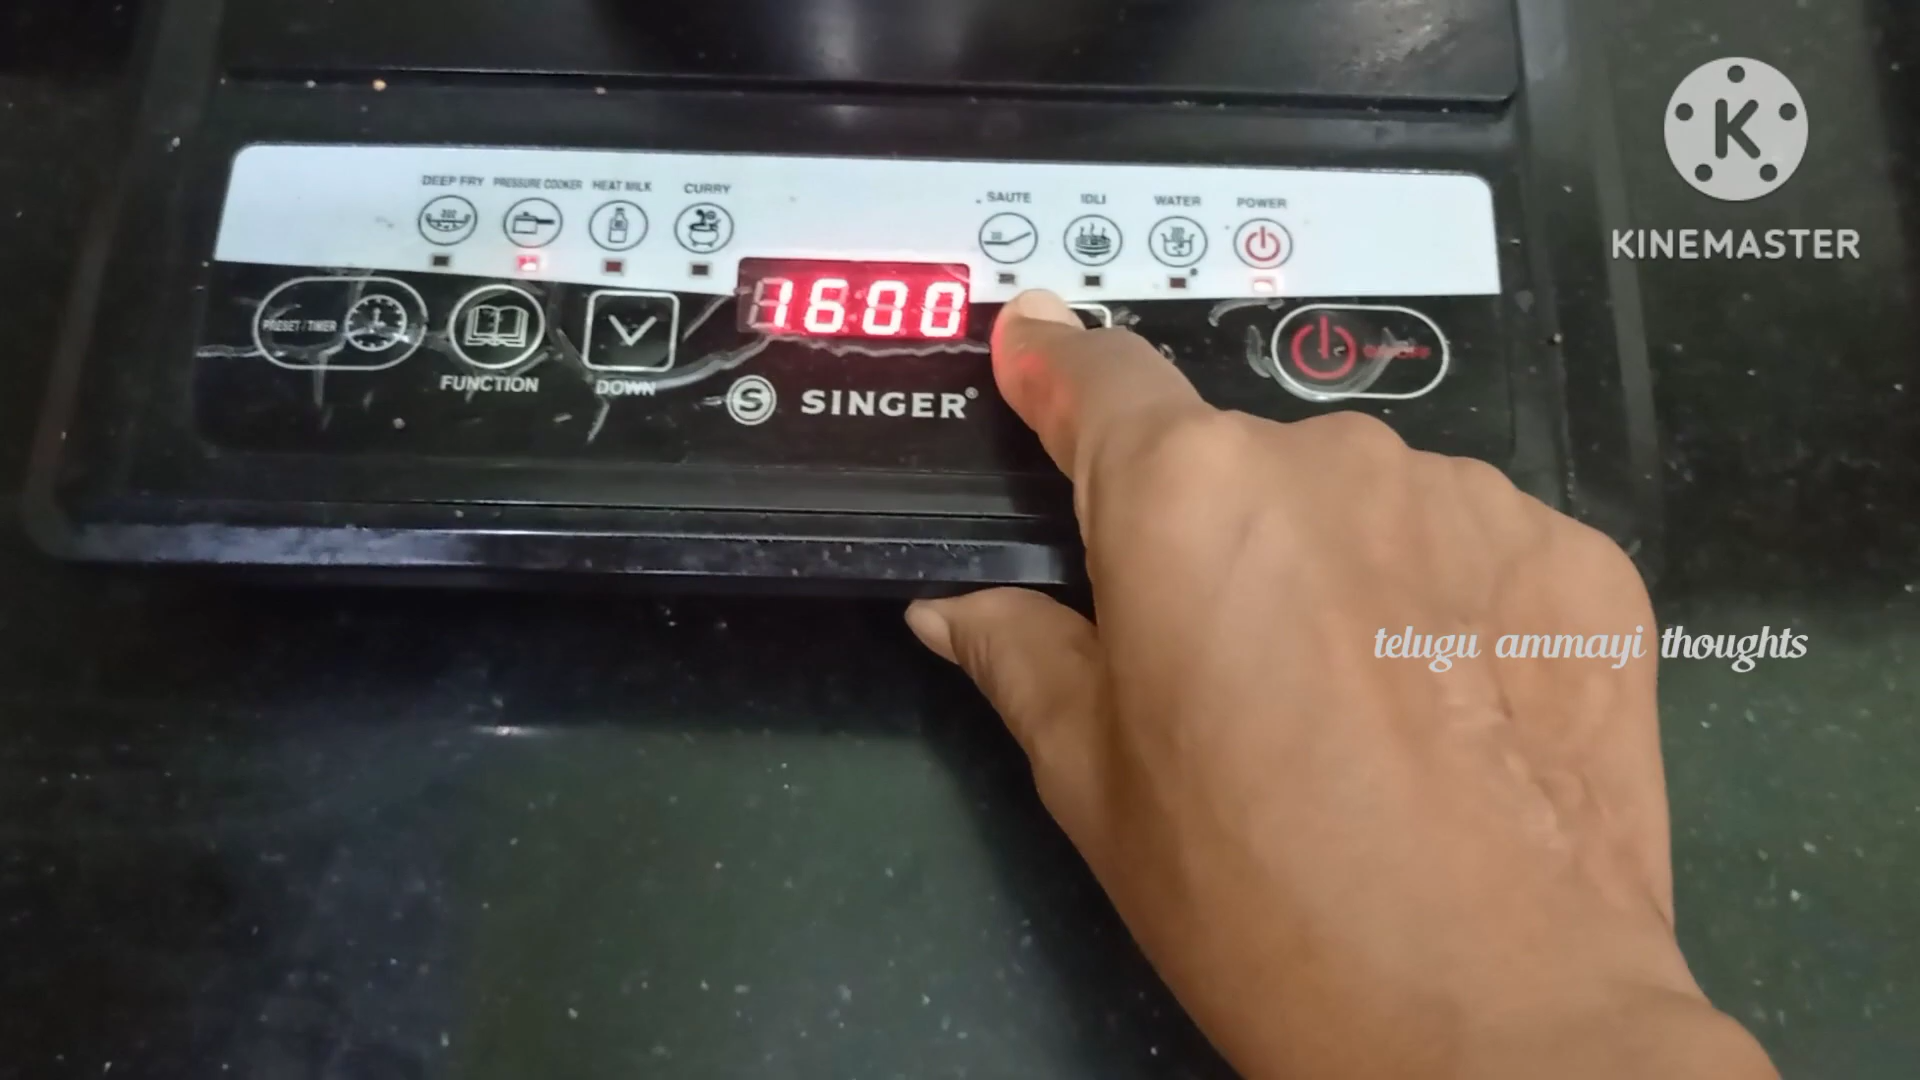 DEEP FRY PRESSURE COOKER HEAT MILK CURRY SAUTE IDLI WATER POWER
1600
PRESET / TIMER
FUNCTION DOWN
S SINGER®
K
KINEMASTER
telugu ammayi thoughts